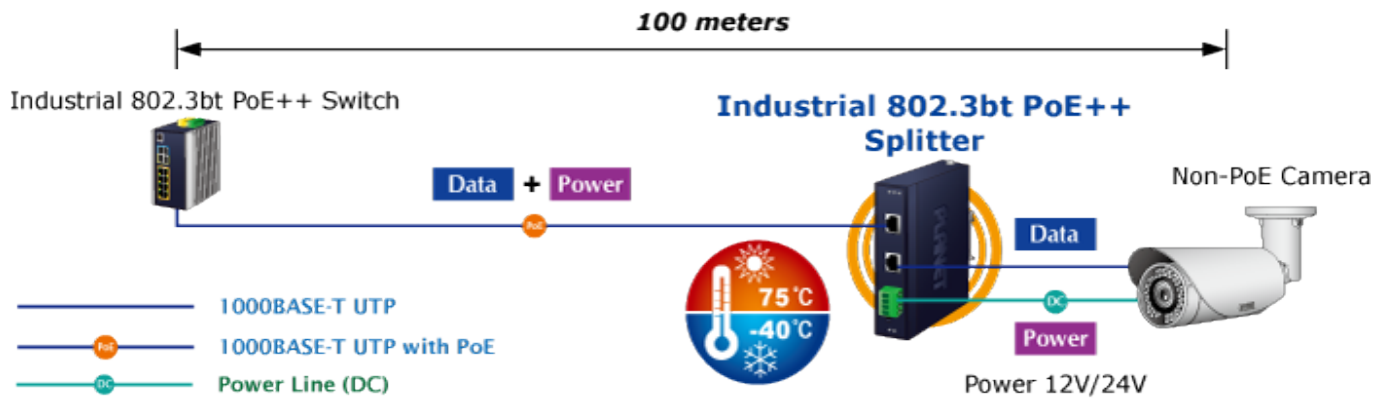 100 meters
Industrial 802.3bt PoE++ Switch
Industrial 802.3bt PoE++
Splitter
Data + Power
PoE
Non-PoE Camera
PLANET
Data
75°C
-40°C
DC
Power
Power 12V/24V
1000BASE-T UTP
PoE
1000BASE-T UTP with PoE
DC
Power Line (DC)